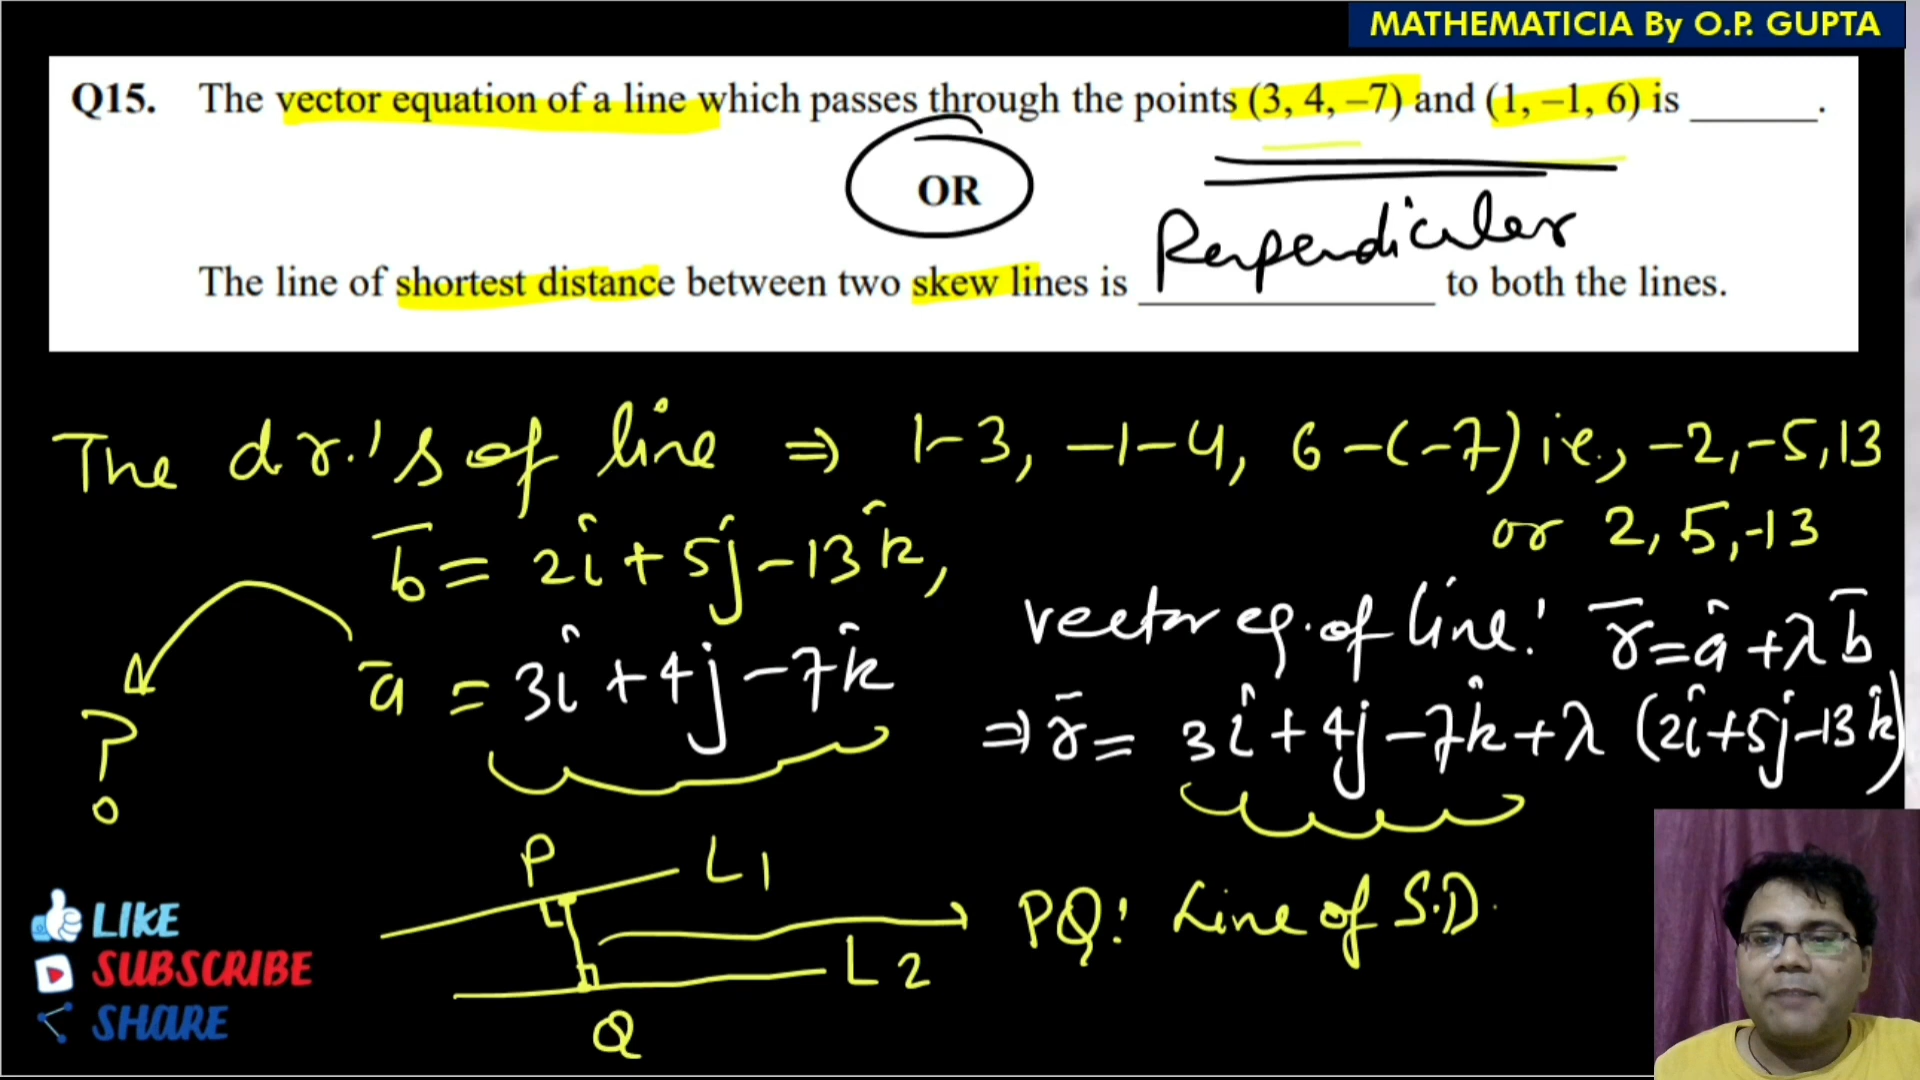 MATHEMATICIA By O.P. GUPTA
Q15. The vector equation of a line which passes through the points (3, 4, –7) and (1, –1, 6) is ______.
OR
The line of shortest distance between two skew lines is Perpendicular to both the lines.
The d.r.'s of line ⇒ 1-3, -1-4, 6-(-7) i.e., -2, -5, 13
or 2, 5, -13
b̄ = 2î + 5ĵ - 13k̂,
vector eq. of line: r̄ = â + λb̄
ā = 3î + 4j - 7k̂
⇒ r̄ = 3î + 4j - 7k̂ + λ (2î + 5j - 13k̂)
?
P L1
PQ: Line of S.D.
L2
Q
LIKE
SUBSCRIBE
SHARE